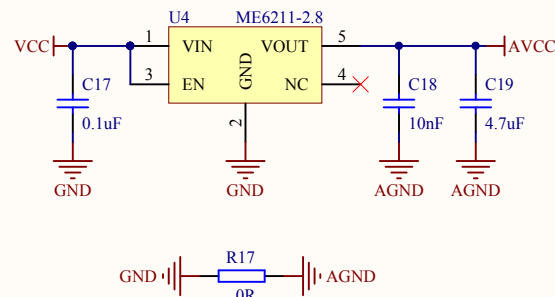 U4 ME6211-2.8
VCC 1 VIN VOUT 5 AVCC
3 EN GND NC 4
C17 C18 C19
0.1uF 2 10nF 4.7uF
GND GND AGND AGND
R17
GND AGND
0R